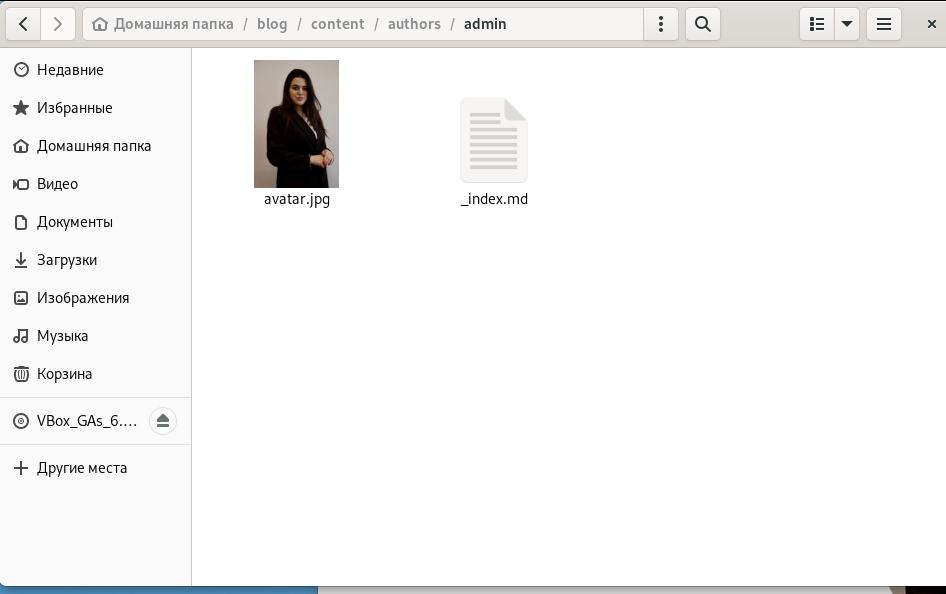 Домашняя папка / blog / content / authors / admin
Недавние
Избранные
Домашняя папка
Видео
Документы
Загрузки
Изображения
Музыка
Корзина
VBox_GAs_6....
Другие места
avatar.jpg
_index.md